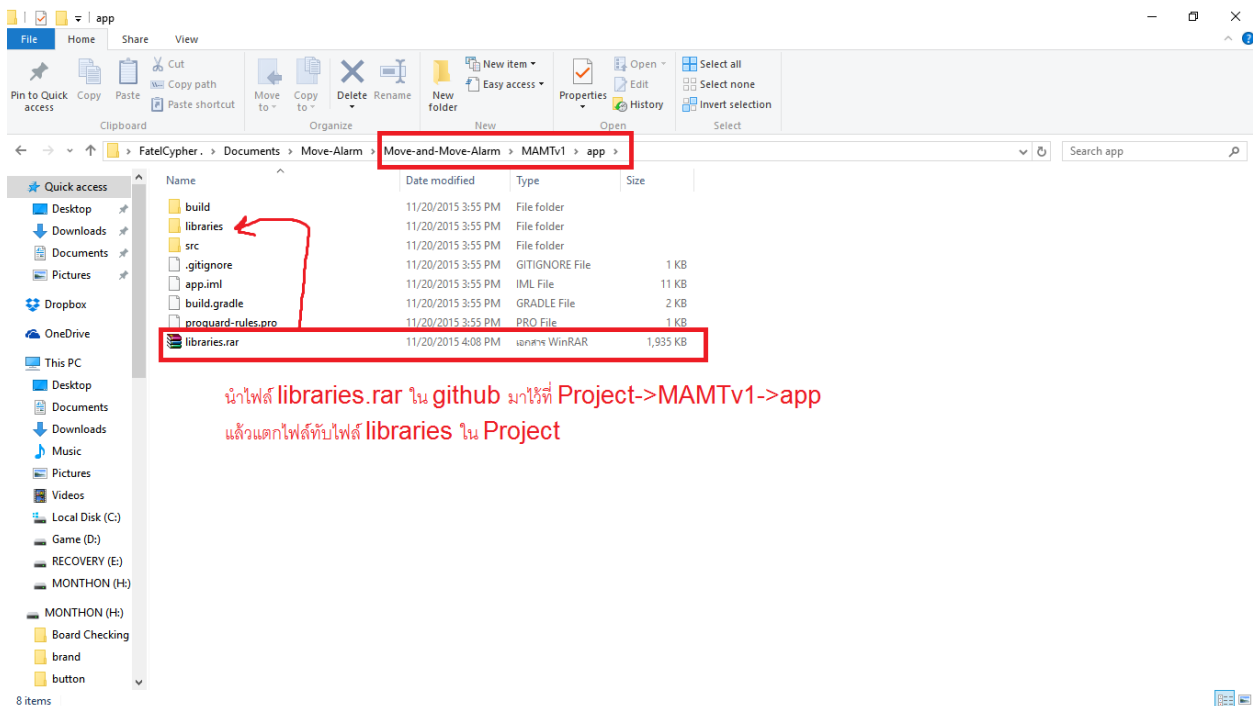 app
File Home Share View
Pin to Quick access
Copy
Paste
Cut
Copy path
Paste shortcut
Clipboard
Move to
Copy to
Delete
Rename
Organize
New folder
New item
Easy access
New
Properties
Open
Edit
History
Open
Select all
Select none
Invert selection
Select
FatelCypher . > Documents > Move-Alarm > Move-and-Move-Alarm > MAMTv1 > app >
Search app
Quick access
Desktop
Downloads
Documents
Pictures
Dropbox
OneDrive
This PC
Desktop
Documents
Downloads
Music
Pictures
Videos
Local Disk (C:)
Game (D:)
RECOVERY (E:)
MONTHON (H:)
MONTHON (H:)
Board Checking
brand
button
Name Date modified Type Size
build 11/20/2015 3:55 PM File folder
libraries 11/20/2015 3:55 PM File folder
src 11/20/2015 3:55 PM File folder
.gitignore 11/20/2015 3:55 PM GITIGNORE File 1 KB
app.iml 11/20/2015 3:55 PM IML File 11 KB
build.gradle 11/20/2015 3:55 PM GRADLE File 2 KB
proguard-rules.pro 11/20/2015 3:55 PM PRO File 1 KB
libraries.rar 11/20/2015 4:08 PM เอกสาร WinRAR 1,935 KB
นำไฟล์ libraries.rar ใน github มาไว้ที่ Project->MAMTv1->app
แล้วแตกไฟล์ทับไฟล์ libraries ใน Project
8 items